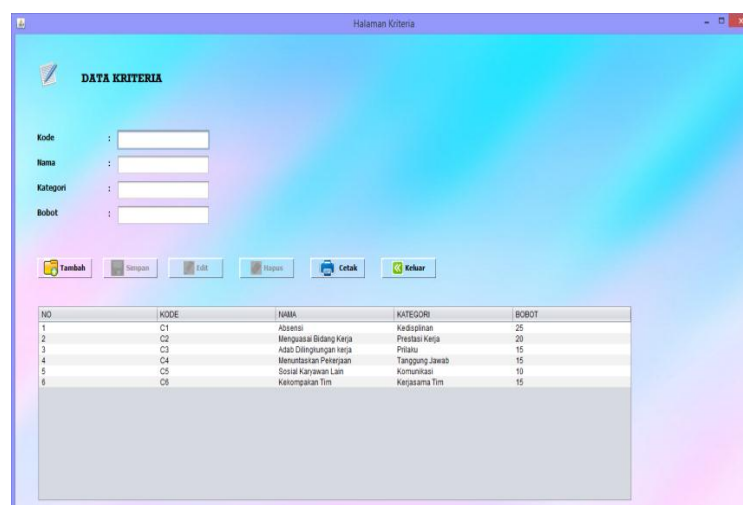 Halaman Kriteria
DATA KRITERIA
Kode :
Nama :
Kategori :
Bobot :
Tambah Simpan Edit Hapus Cetak Keluar
NO KODE NAMA KATEGORI BOBOT
1 C1 Absensi Kedisplinan 25
2 C2 Menguasai Bidang Kerja Prestasi Kerja 20
3 C3 Adab Dilingkungan kerja Prilaku 15
4 C4 Menuntaskan Pekerjaan Tanggung Jawab 15
5 C5 Sosial Karyawan Lain Komunikasi 10
6 C6 Kekompakan Tim Kerjasama Tim 15